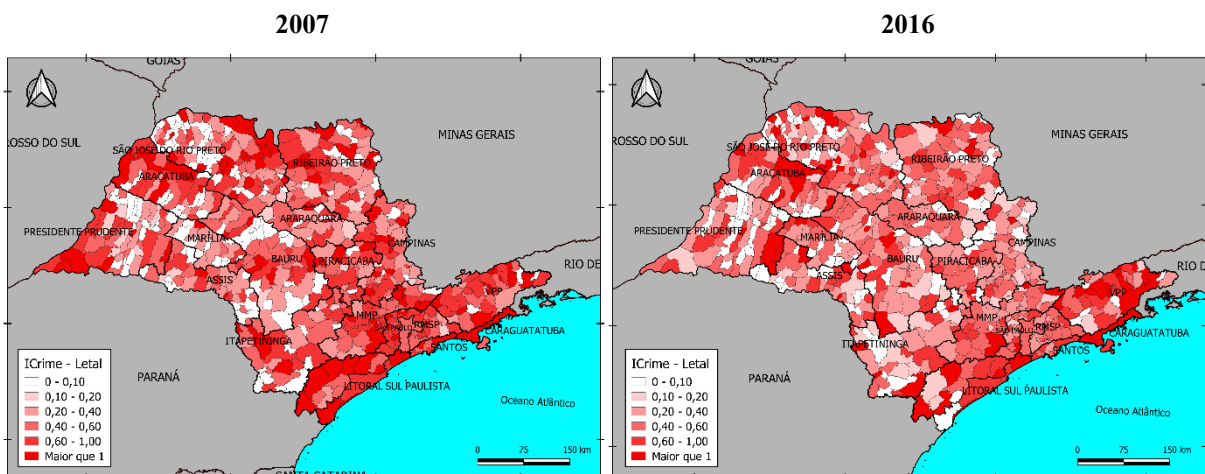 2007
2016
GOIÁS
ROSSO DO SUL
MINAS GERAIS
SÃO JOSÉ DO RIO PRETO
RIBEIRÃO PRETO
ARAÇATUBA
ARARAQUARA
PRESIDENTE PRUDENTE
MARÍLIA
CAMPINAS
BAURU
PIRACICABA
ASSIS
RIO DE
VPP
MMP
SÃO PAULO
RMSP
CARAGUATATUBA
SANTOS
ITAPETININGA
LITORAL SUL PAULISTA
PARANÁ
Oceano Atlântico
SANTA CATARINA
ICrime - Letal
0 - 0,10
0,10 - 0,20
0,20 - 0,40
0,40 - 0,60
0,60 - 1,00
Maior que 1
0 75 150 km
GOIÁS
ROSSO DO SUL
MINAS GERAIS
SÃO JOSÉ DO RIO PRETO
RIBEIRÃO PRETO
ARAÇATUBA
ARARAQUARA
PRESIDENTE PRUDENTE
MARÍLIA
CAMPINAS
BAURU
PIRACICABA
ASSIS
RIO DE
VPP
MMP
SÃO PAULO
RMSP
CARAGUATATUBA
SANTOS
ITAPETININGA
LITORAL SUL PAULISTA
PARANÁ
Oceano Atlântico
ICrime - Letal
0 - 0,10
0,10 - 0,20
0,20 - 0,40
0,40 - 0,60
0,60 - 1,00
Maior que 1
0 75 150 km